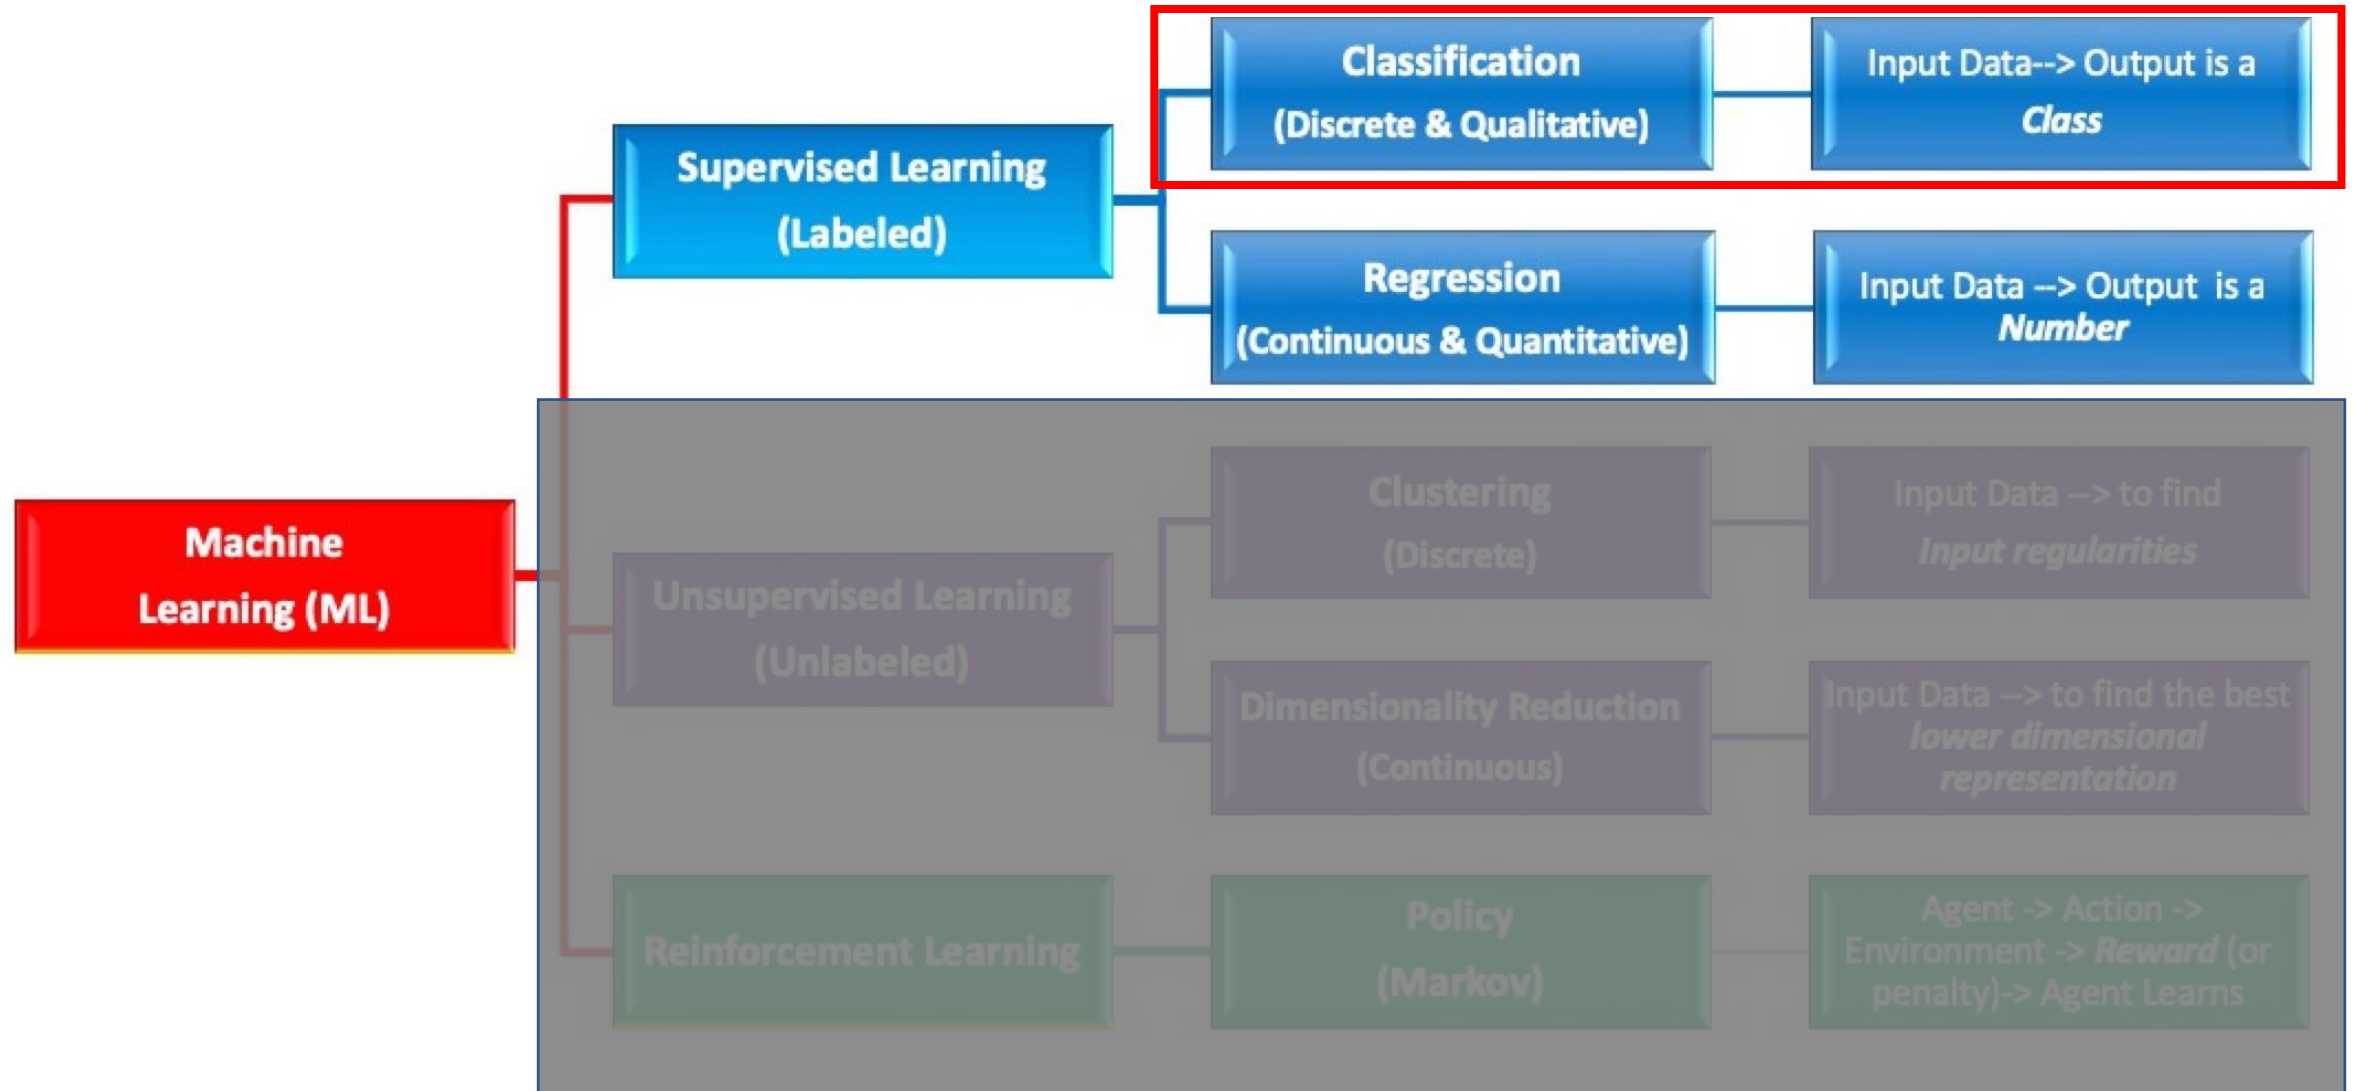 Machine
Learning (ML)
Supervised Learning
(Labeled)
Classification
(Discrete & Qualitative)
Input Data--> Output is a
Class
Regression
(Continuous & Quantitative)
Input Data --> Output is a
Number
Unsupervised Learning
(Unlabeled)
Clustering
(Discrete)
Input Data --> to find
Input regularities
Dimensionality Reduction
(Continuous)
Input Data --> to find the best
lower dimensional
representation
Reinforcement Learning
Policy
(Markov)
Agent -> Action ->
Environment -> Reward (or
penalty)-> Agent Learns